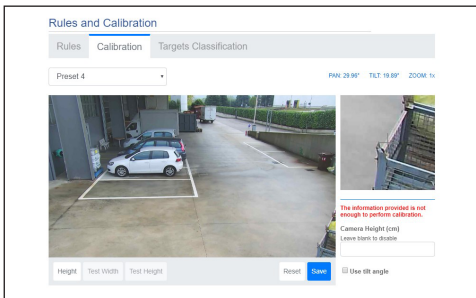 Rules and Calibration
Rules Calibration Targets Classification
Preset 4 PAN: 29.96° TILT: 19.89° ZOOM: 1x
The information provided is not
enough to perform calibration.
Camera Height (cm)
Leave blank to disable
Height Test Width Test Height Reset Save Use tilt angle